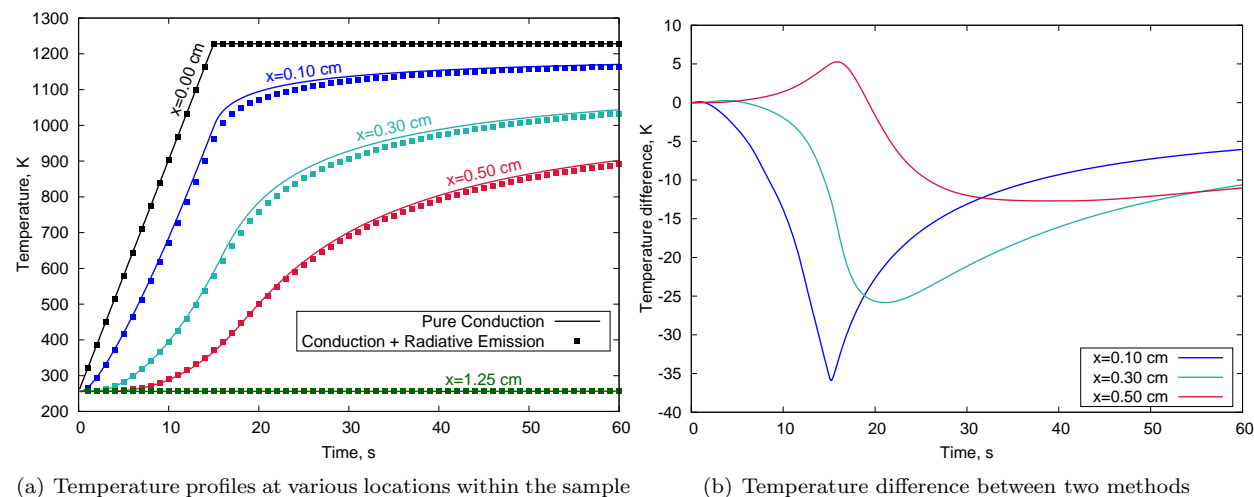 1300
1200
1100
1000
900
800
700
600
500
400
300
200
0
10
20
30
40
50
60
Temperature, K
Time, s
x=0.00 cm
x=0.10 cm
x=0.30 cm
x=0.50 cm
x=1.25 cm
Pure Conduction
Conduction + Radiative Emission
(a) Temperature profiles at various locations within the sample
10
5
0
-5
-10
-15
-20
-25
-30
-35
-40
0
10
20
30
40
50
60
Temperature difference, K
Time, s
x=0.10 cm
x=0.30 cm
x=0.50 cm
(b) Temperature difference between two methods